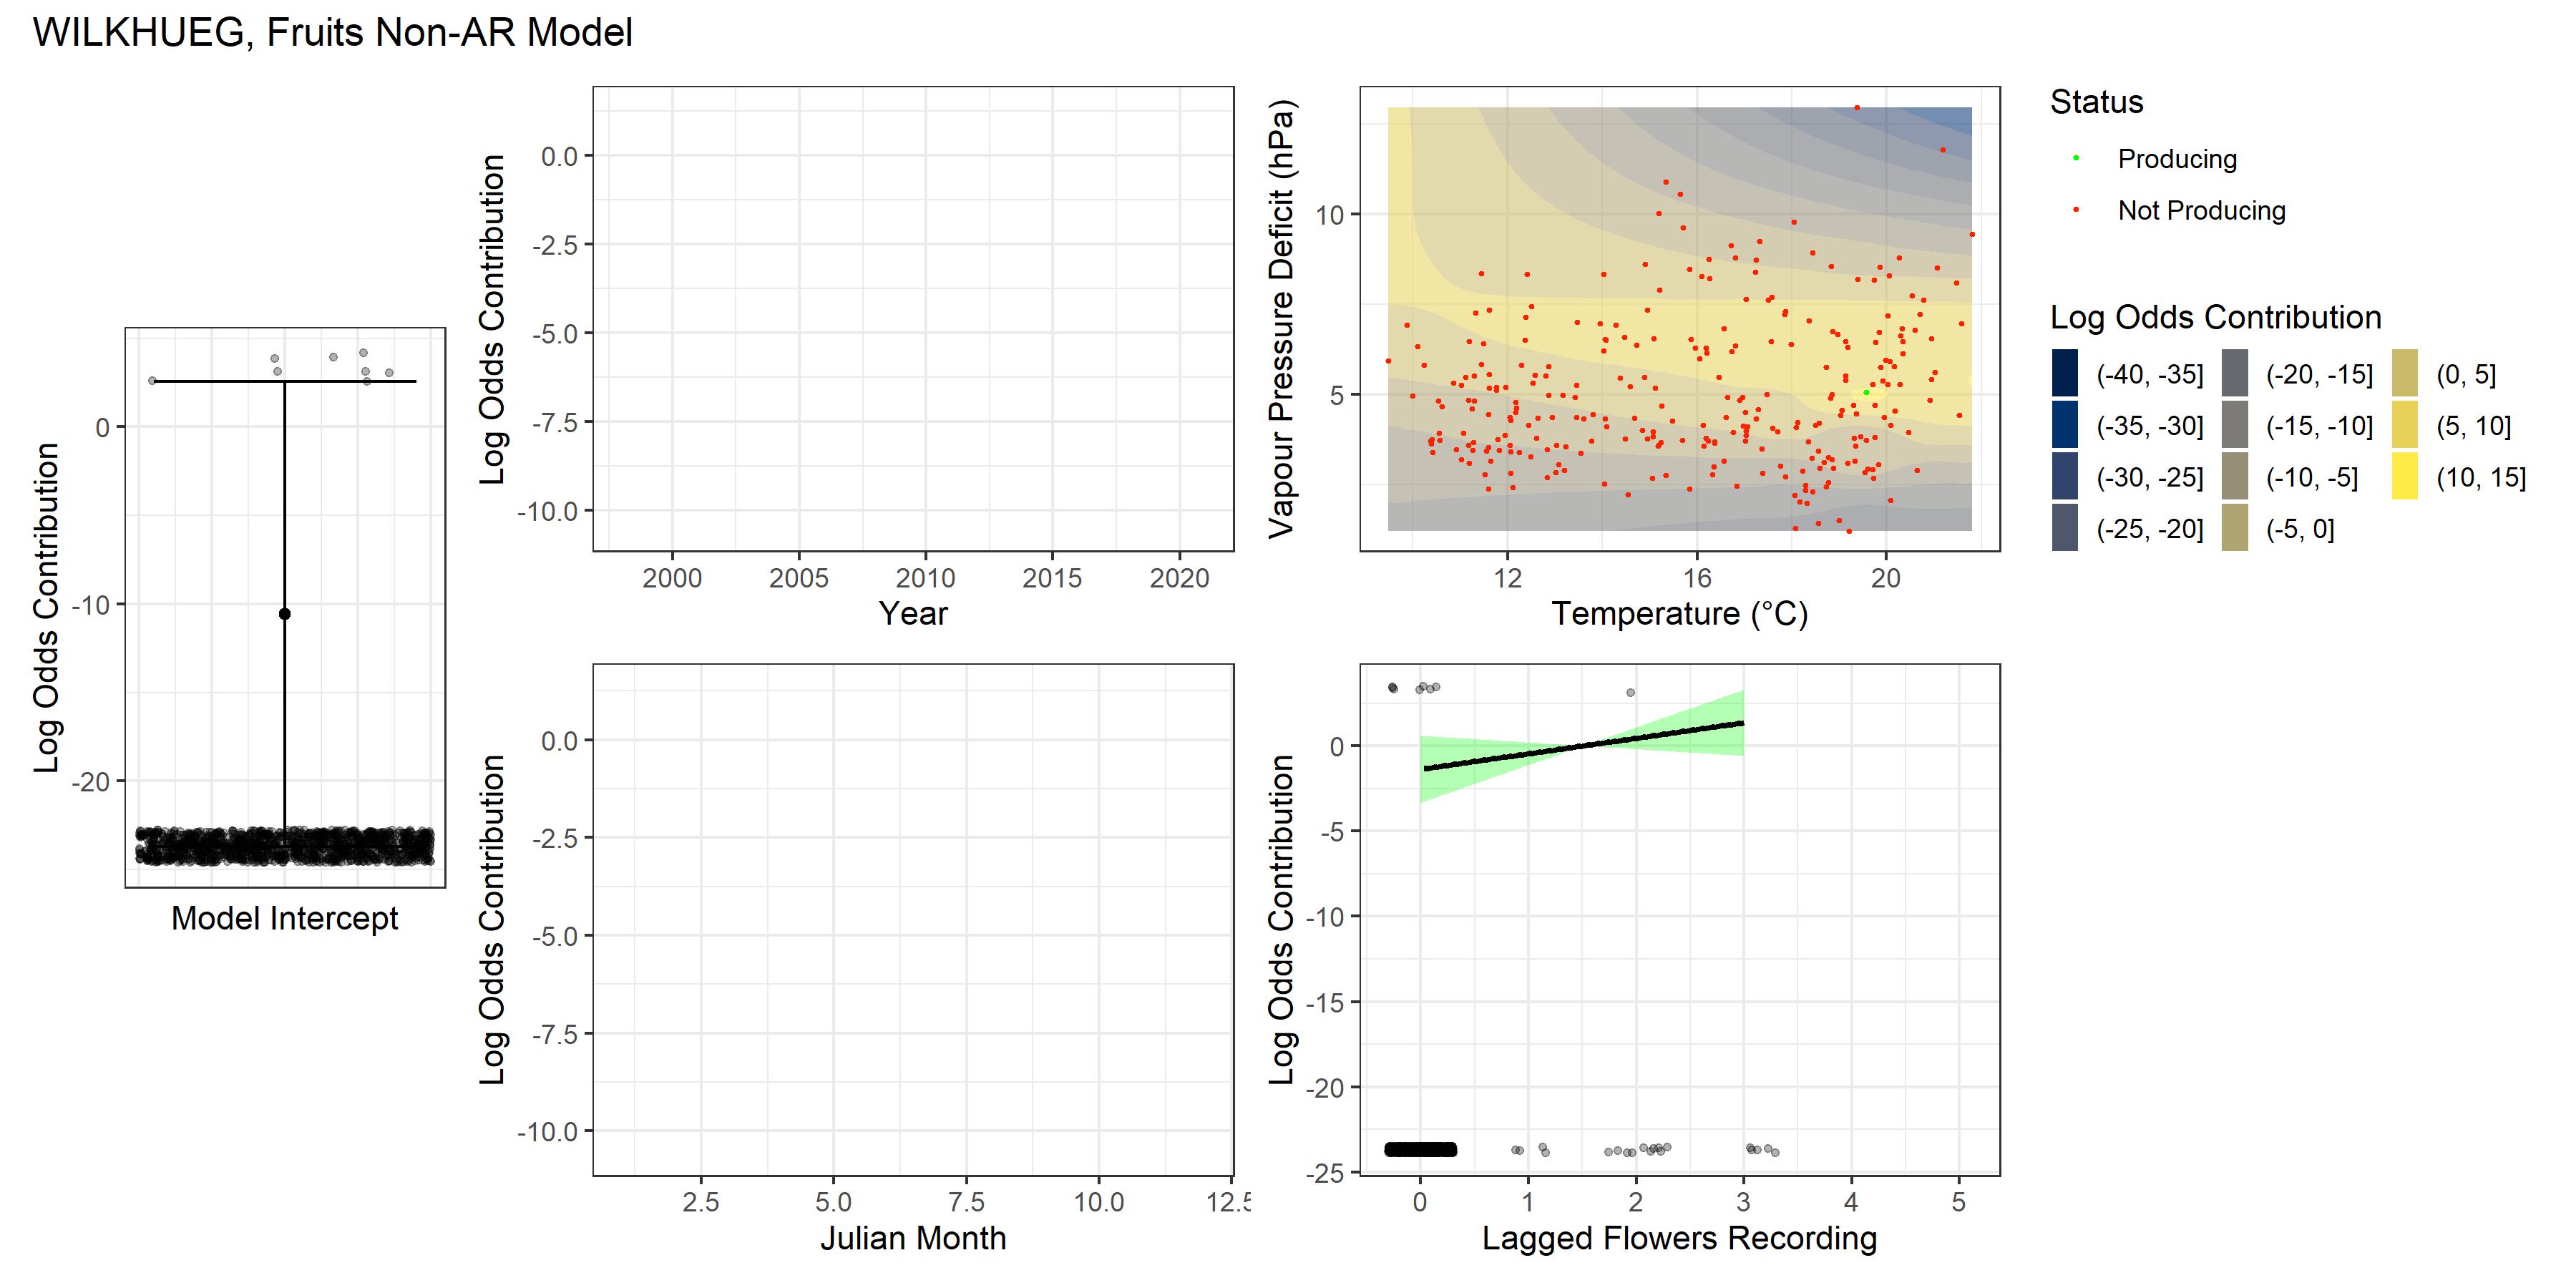 WILKHUEG, Fruits Non-AR Model
Log Odds Contribution
0
-10
-20
Model Intercept
Log Odds Contribution
0.0
-2.5
-5.0
-7.5
-10.0
2000 2005 2010 2015 2020
Year
Vapour Pressure Deficit (hPa)
10
5
12 16 20
Temperature (°C)
Status
Producing
Not Producing
Log Odds Contribution
(-40, -35] (-20, -15] (0, 5]
(-35, -30] (-15, -10] (5, 10]
(-30, -25] (-10, -5] (10, 15]
(-25, -20] (-5, 0]
Log Odds Contribution
0.0
-2.5
-5.0
-7.5
-10.0
2.5 5.0 7.5 10.0 12.5
Julian Month
Log Odds Contribution
0
-5
-10
-15
-20
-25
0 1 2 3 4 5
Lagged Flowers Recording